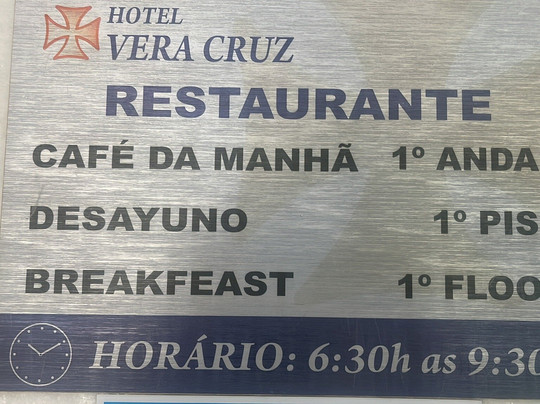 HOTEL
VERA CRUZ
RESTAURANTE
CAFÉ DA MANHÃ 1º ANDA
DESAYUNO 1º PIS
BREAKFEAST 1º FLOO
HORÁRIO: 6:30h as 9:30